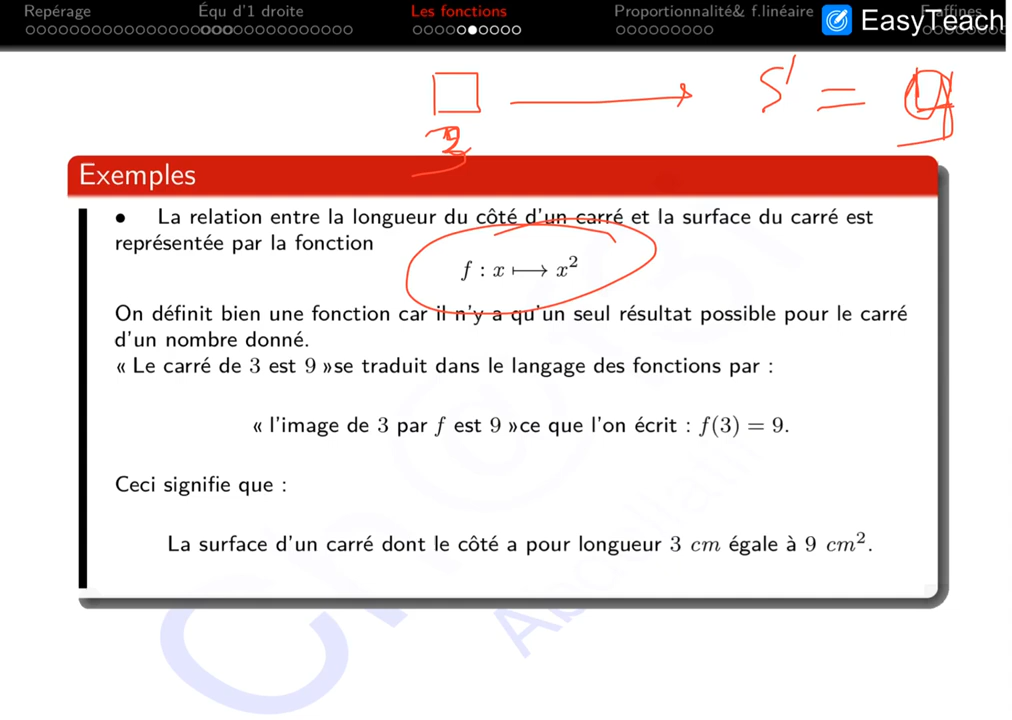 Repérage Équ d'1 droite Les fonctions Proportionnalité& f.linéaire
EasyTeach
S' =
Exemples
• La relation entre la longueur du côté d'un carré et la surface du carré est
représentée par la fonction
f : x ⟼ x²
On définit bien une fonction car il n'y a qu'un seul résultat possible pour le carré
d'un nombre donné.
« Le carré de 3 est 9 »se traduit dans le langage des fonctions par :
« l'image de 3 par f est 9 »ce que l'on écrit : f(3) = 9.
Ceci signifie que :
La surface d'un carré dont le côté a pour longueur 3 cm égale à 9 cm².